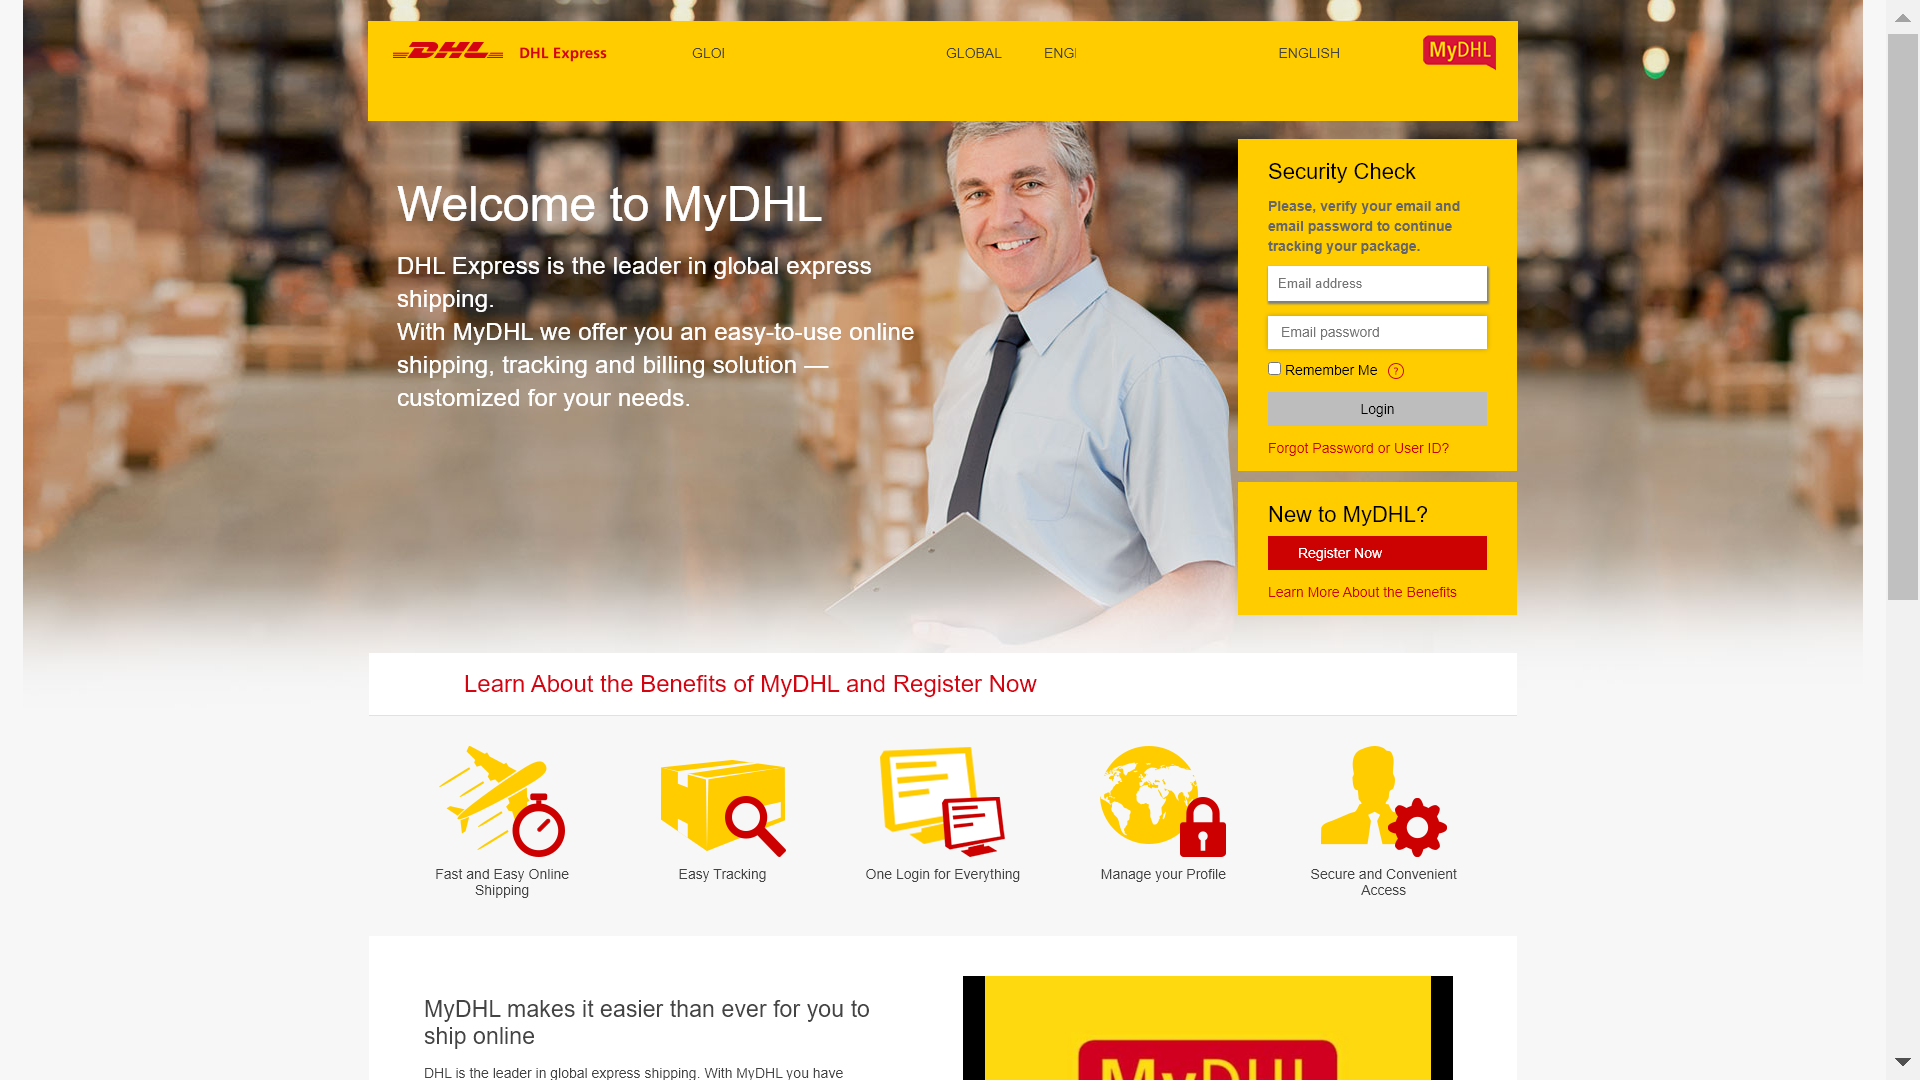 DHL DHL Express GLOI GLOBAL ENGI ENGLISH MyDHL
Welcome to MyDHL
DHL Express is the leader in global express
shipping.
With MyDHL we offer you an easy-to-use online
shipping, tracking and billing solution —
customized for your needs.
Security Check
Please, verify your email and
email password to continue
tracking your package.
Email address
Email password
Remember Me ?
Login
Forgot Password or User ID?
New to MyDHL?
Register Now
Learn More About the Benefits
Learn About the Benefits of MyDHL and Register Now
Fast and Easy Online
Shipping
Easy Tracking
One Login for Everything
Manage your Profile
Secure and Convenient
Access
MyDHL makes it easier than ever for you to
ship online
DHL is the leader in global express shipping. With MyDHL you have
MyDHL